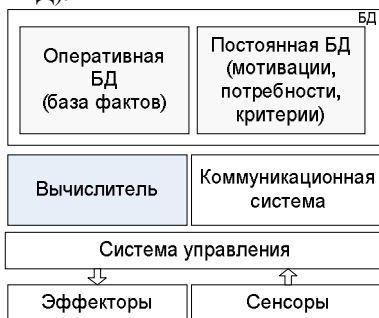 БД
Оперативная
БД
(база фактов)
Постоянная БД
(мотивации,
потребности,
критерии)
Вычислитель
Коммуникационная
система
Система управления
Эффекторы
Сенсоры